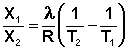 X₁/X₂ = λ/R (1/T₂ − 1/T₁)